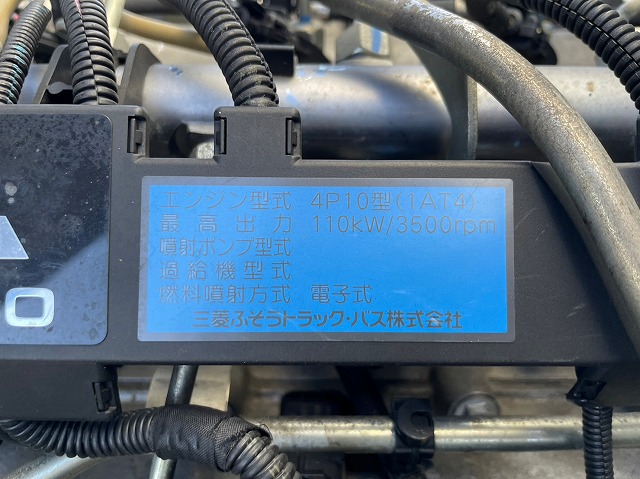 エンジン型式 4P10型(1AT4)
最高出力 110kW/3500rpm
噴射ポンプ型式
過給機型式
燃料噴射方式 電子式
三菱ふそうトラック・バス株式会社
O